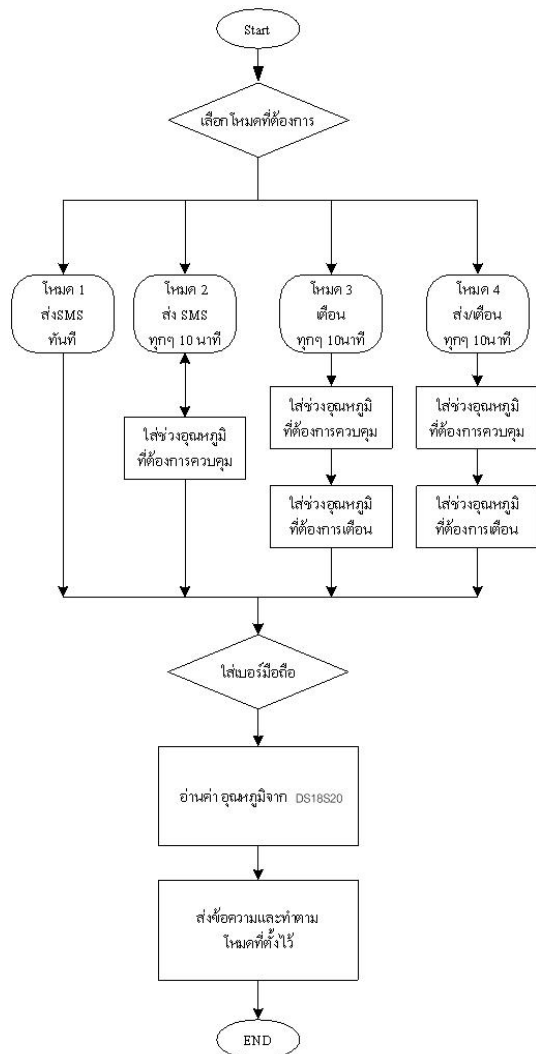 Start
เลือกโหมดที่ต้องการ
โหมด 1
ส่งSMS
ทันที
โหมด 2
ส่ง SMS
ทุกๆ 10 นาที
โหมด 3
เตือน
ทุกๆ 10นาที
โหมด 4
ส่ง/เตือน
ทุกๆ 10นาที
ใส่ช่วงอุณหภูมิ
ที่ต้องการควบคุม
ใส่ช่วงอุณหภูมิ
ที่ต้องการควบคุม
ใส่ช่วงอุณหภูมิ
ที่ต้องการควบคุม
ใส่ช่วงอุณหภูมิ
ที่ต้องการเตือน
ใส่ช่วงอุณหภูมิ
ที่ต้องการเตือน
ใส่เบอร์มือถือ
อ่านค่า อุณหภูมิจาก DS18S20
ส่งข้อความและทำตาม
โหมดที่ตั้งไว้
END